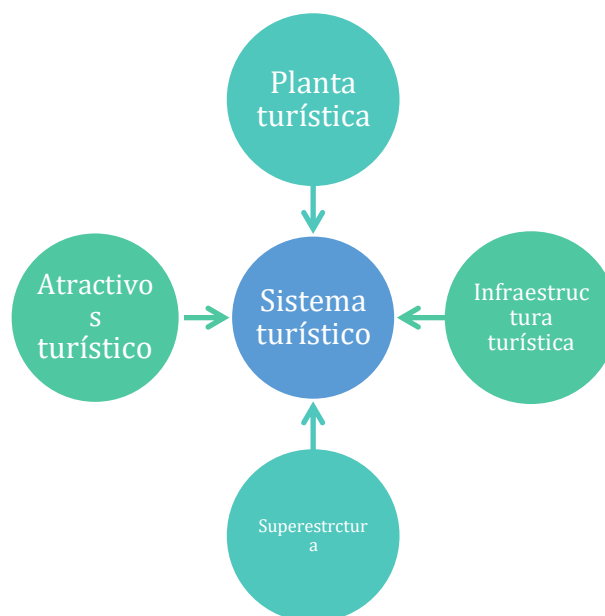 Planta
turística
Atractivo
s
turístico
Sistema
turístico
Infraestruc
tura
turística
Superestrctur
a